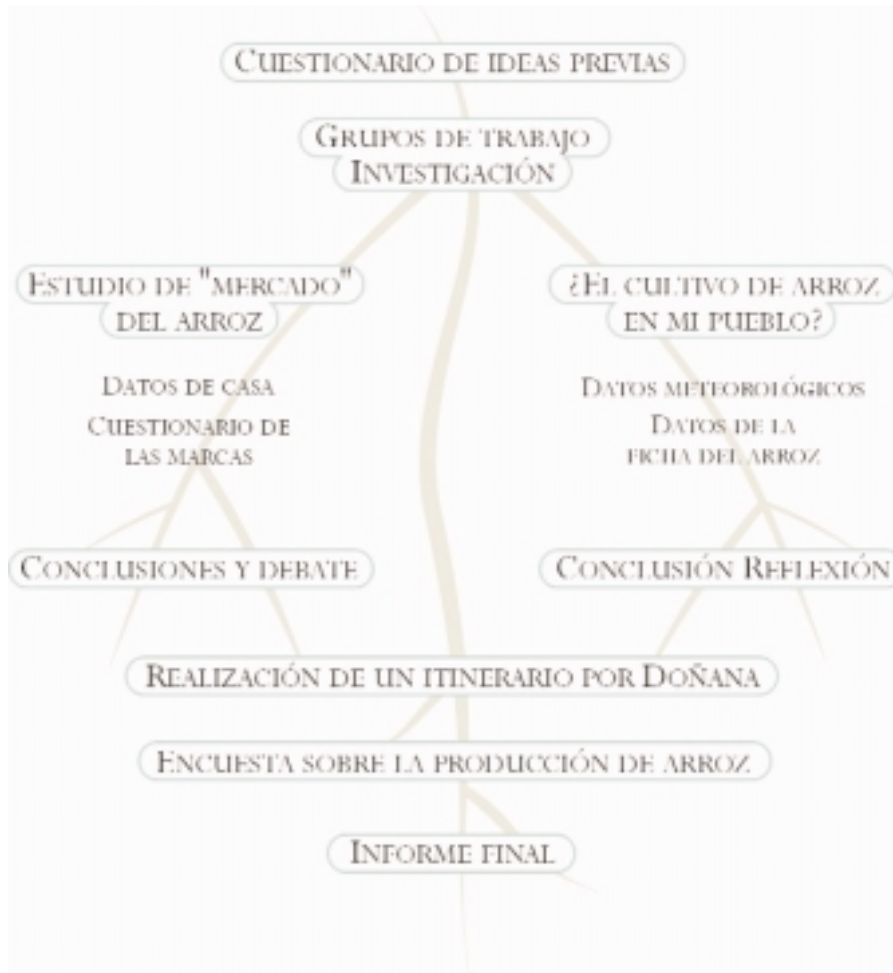 Cuestionario de ideas previas
Grupos de trabajo
Investigación
Estudio de "mercado"
del arroz
Datos de casa
Cuestionario de
las marcas
Conclusiones y debate
¿El cultivo de arroz
en mi pueblo?
Datos meteorológicos
Datos de la
ficha del arroz
Conclusión Reflexión
Realización de un itinerario por Doñana
Encuesta sobre la producción de arroz
Informe final